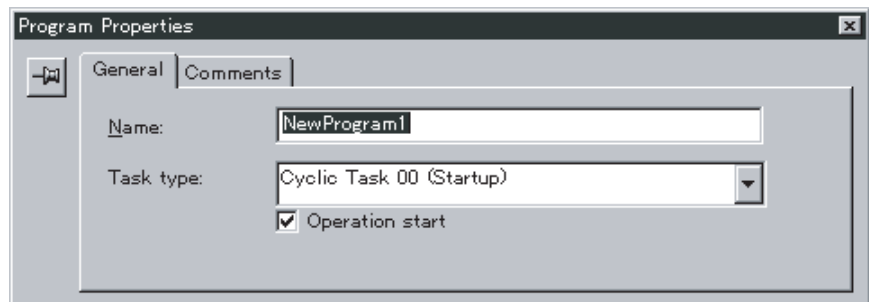 Program Properties
General Comments
Name: NewProgram1
Task type: Cyclic Task 00 (Startup)
Operation start